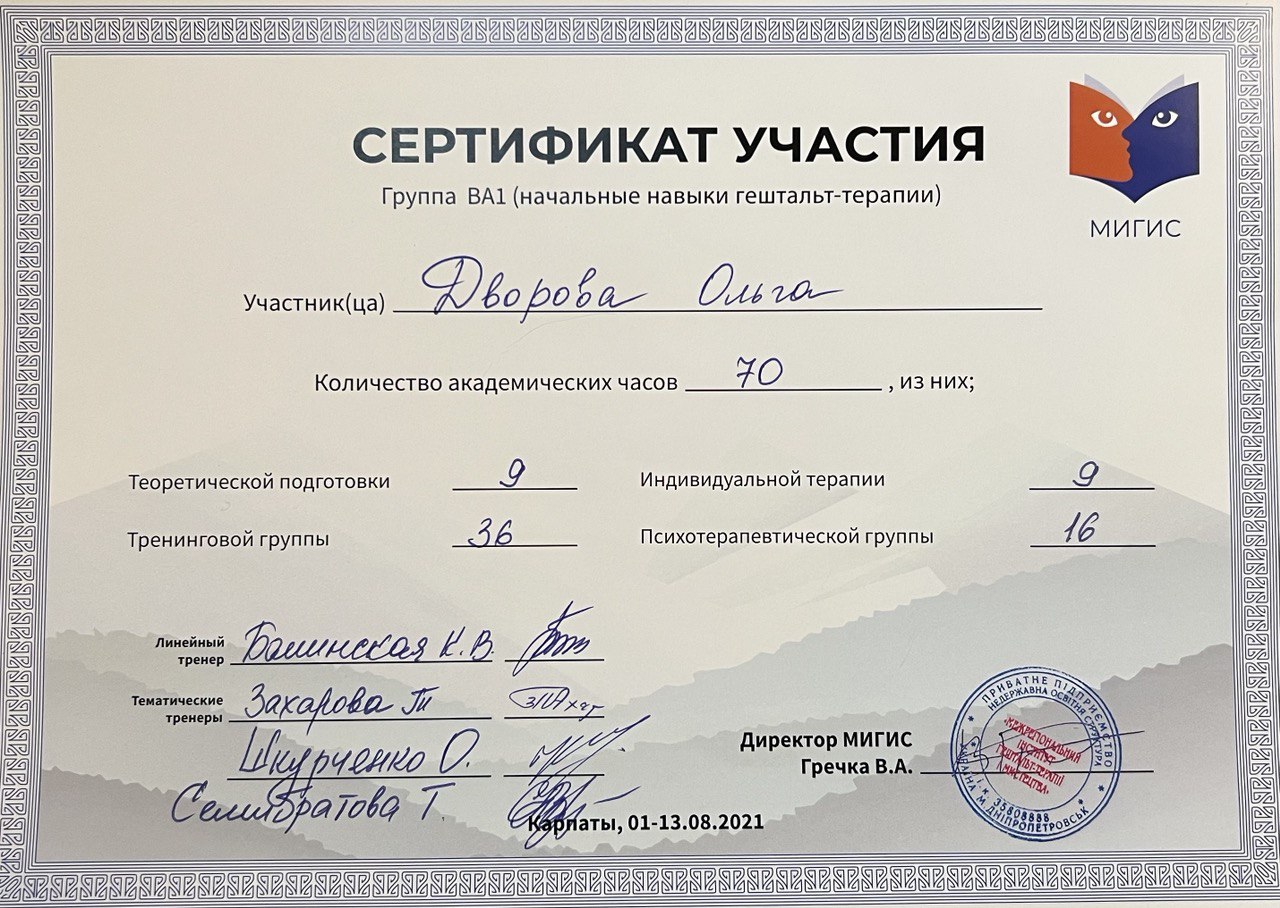 СЕРТИФИКАТ УЧАСТИЯ
Группа ВА1 (начальные навыки гештальт-терапии)
МИГИС
Участник(ца) Дворова Ольга
Количество академических часов 70 , из них;
Теоретической подготовки 9 Индивидуальной терапии 9
Тренинговой группы 36 Психотерапевтической группы 16
Линейный
тренер Балинская К.В.
Тематические
тренеры Захарова Т
Шкурченко О.
Селибратова Т.
Директор МИГИС
Гречка В.А.
Карпаты, 01-13.08.2021
ПРИВАТНЕ ПІДПРИЄМСТВО
НЕДЕРЖАВНА ОСВІТНЯ СТРУКТУРА
МІЖРЕГІОНАЛЬНИЙ
ІНСТИТУТ
ГЕШТАЛЬТ-ТЕРАПІЇ
І МИСТЕЦТВА
35808888
М. ДНІПРОПЕТРОВСЬК